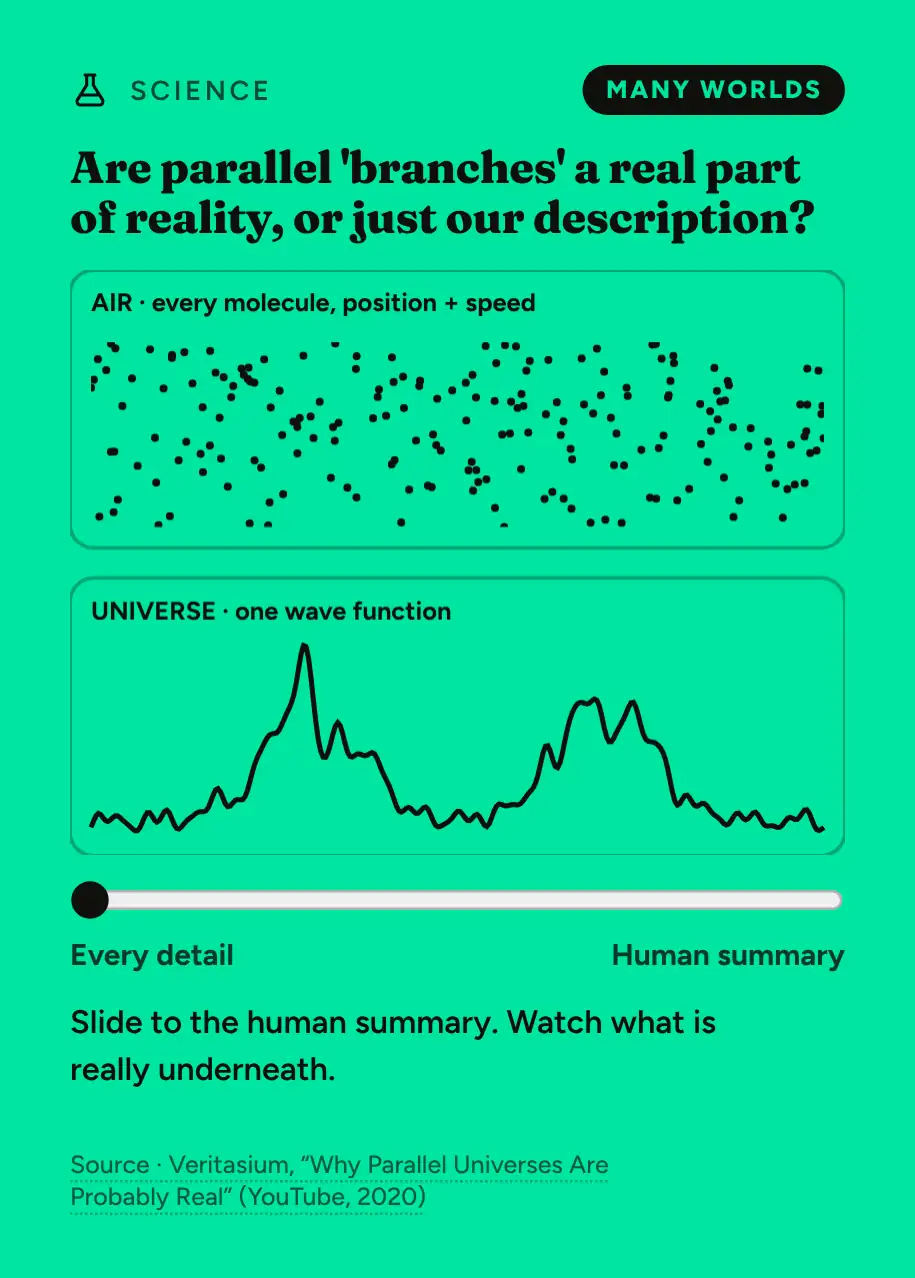 SCIENCE
MANY WORLDS
Are parallel 'branches' a real part
of reality, or just our description?
AIR · every molecule, position + speed
UNIVERSE · one wave function
Every detail
Human summary
Slide to the human summary. Watch what is
really underneath.
Source · Veritasium, “Why Parallel Universes Are
Probably Real” (YouTube, 2020)